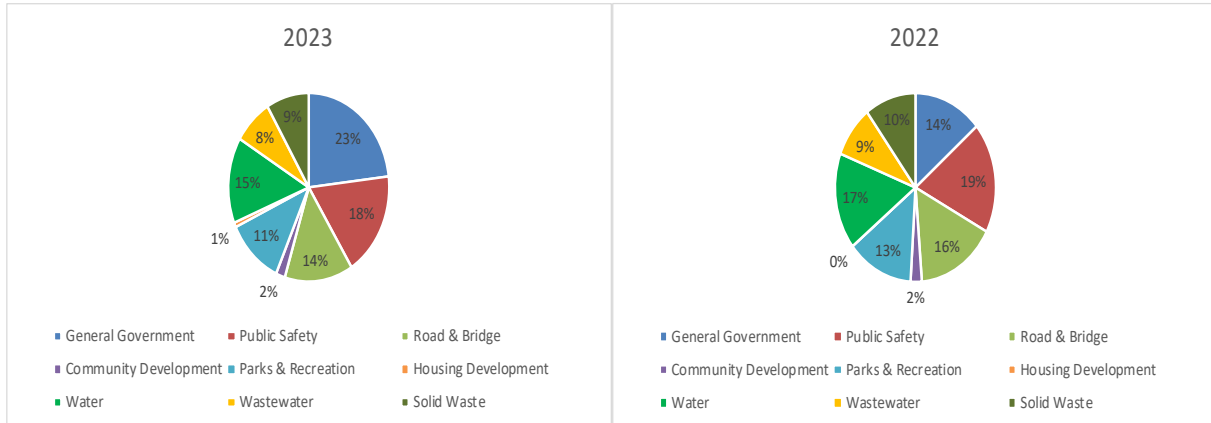 2023
9%
23%
8%
15%
18%
11%
1%
14%
2%
General Government
Public Safety
Road & Bridge
Community Development
Parks & Recreation
Housing Development
Water
Wastewater
Solid Waste
2022
10%
14%
9%
19%
17%
13%
16%
0%
2%
General Government
Public Safety
Road & Bridge
Community Development
Parks & Recreation
Housing Development
Water
Wastewater
Solid Waste